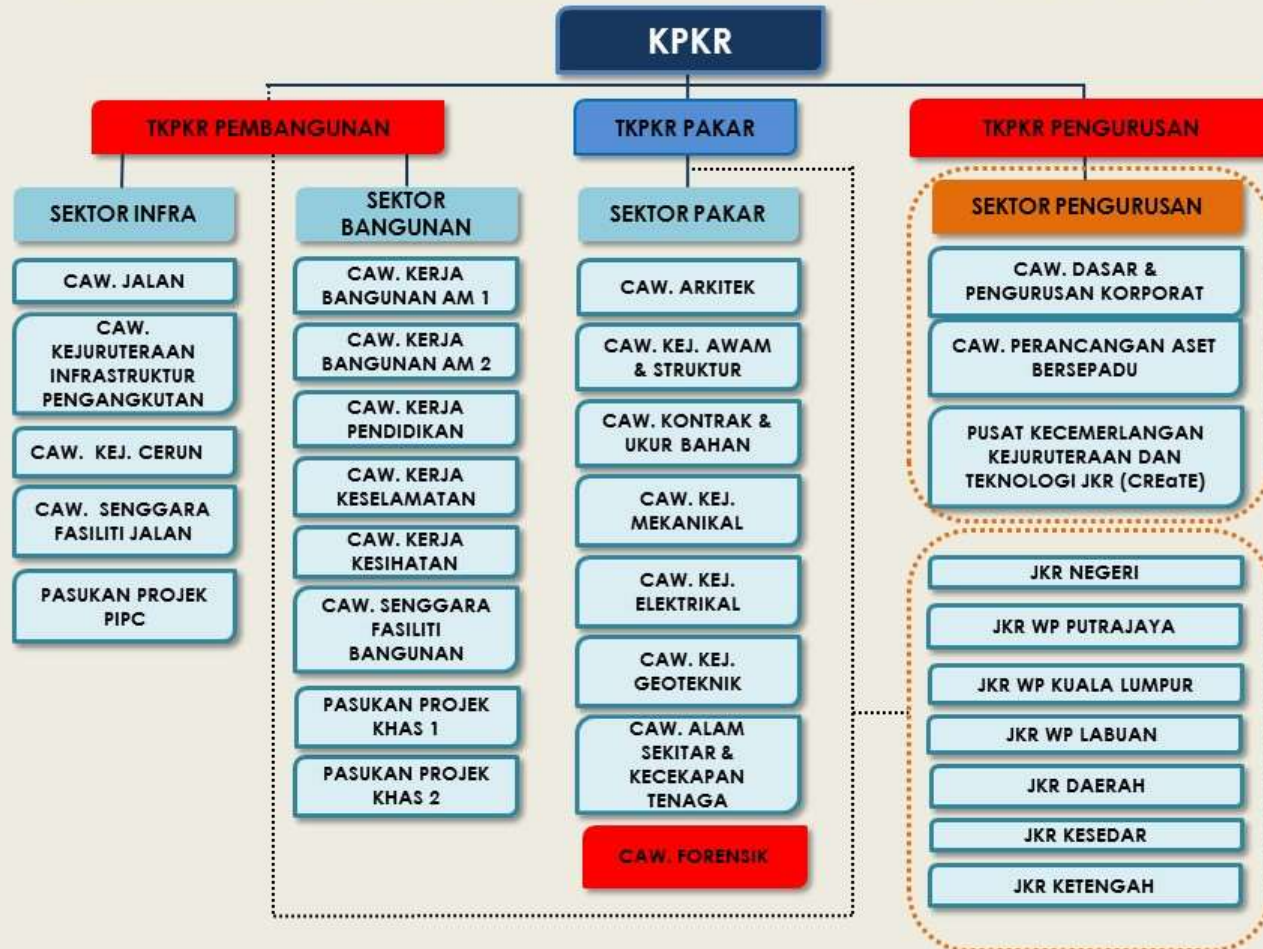 KPKR
TKPKR PEMBANGUNAN
TKPKR PAKAR
TKPKR PENGURUSAN
SEKTOR INFRA
CAW. JALAN
CAW.
KEJURUTERAAN
INFRASTRUKTUR
PENGANGKUTAN
CAW. KEJ. CERUN
CAW. SENGGARA
FASILITI JALAN
PASUKAN PROJEK
PIPC
SEKTOR
BANGUNAN
CAW. KERJA
BANGUNAN AM 1
CAW. KERJA
BANGUNAN AM 2
CAW. KERJA
PENDIDIKAN
CAW. KERJA
KESELAMATAN
CAW. KERJA
KESIHATAN
CAW. SENGGARA
FASILITI
BANGUNAN
PASUKAN PROJEK
KHAS 1
PASUKAN PROJEK
KHAS 2
SEKTOR PAKAR
CAW. ARKITEK
CAW. KEJ. AWAM
& STRUKTUR
CAW. KONTRAK &
UKUR BAHAN
CAW. KEJ.
MEKANIKAL
CAW. KEJ.
ELEKTRIKAL
CAW. KEJ.
GEOTEKNIK
CAW. ALAM
SEKITAR &
KECEKAPAN
TENAGA
CAW. FORENSIK
SEKTOR PENGURUSAN
CAW. DASAR &
PENGURUSAN KORPORAT
CAW. PERANCANGAN ASET
BERSEPADU
PUSAT KECEMERLANGAN
KEJURUTERAAN DAN
TEKNOLOGI JKR (CREaTE)
JKR NEGERI
JKR WP PUTRAJAYA
JKR WP KUALA LUMPUR
JKR WP LABUAN
JKR DAERAH
JKR KESEDAR
JKR KETENGAH